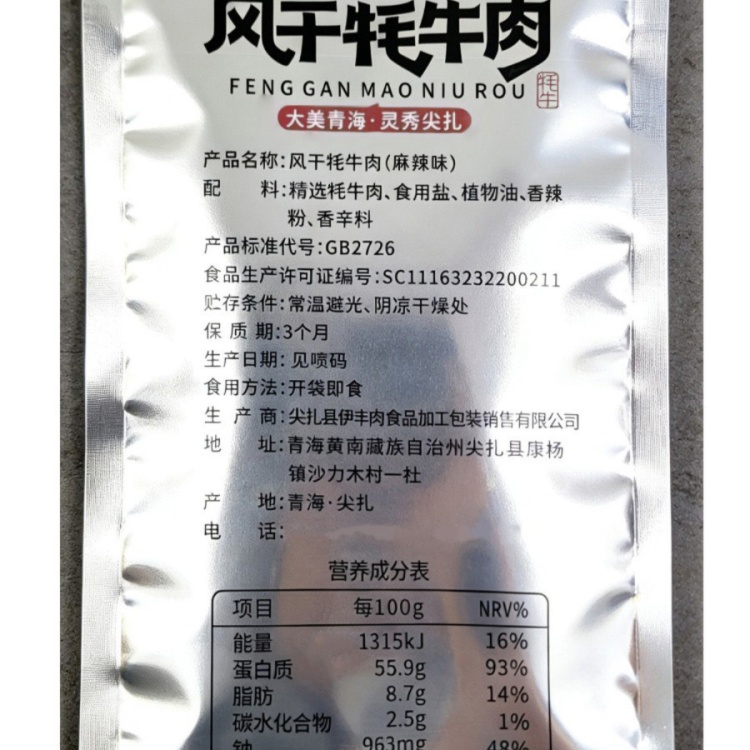 风干牦牛肉
FENG GAN MAO NIU ROU
牦牛
大美青海·灵秀尖扎
产品名称:风干牦牛肉(麻辣味)
配 料:精选牦牛肉、食用盐、植物油、香辣
粉、香辛料
产品标准代号:GB2726
食品生产许可证编号:SC11163232200211
贮存条件:常温避光、阴凉干燥处
保 质 期:3个月
生产日期: 见喷码
食用方法:开袋即食
生 产 商:尖扎县伊丰肉食品加工包装销售有限公司
地 址:青海黄南藏族自治州尖扎县康杨
镇沙力木村一社
产 地:青海·尖扎
电 话:
营养成分表
项目 每100g NRV%
能量 1315kJ 16%
蛋白质 55.9g 93%
脂肪 8.7g 14%
碳水化合物 2.5g 1%
钠 963mg 48%